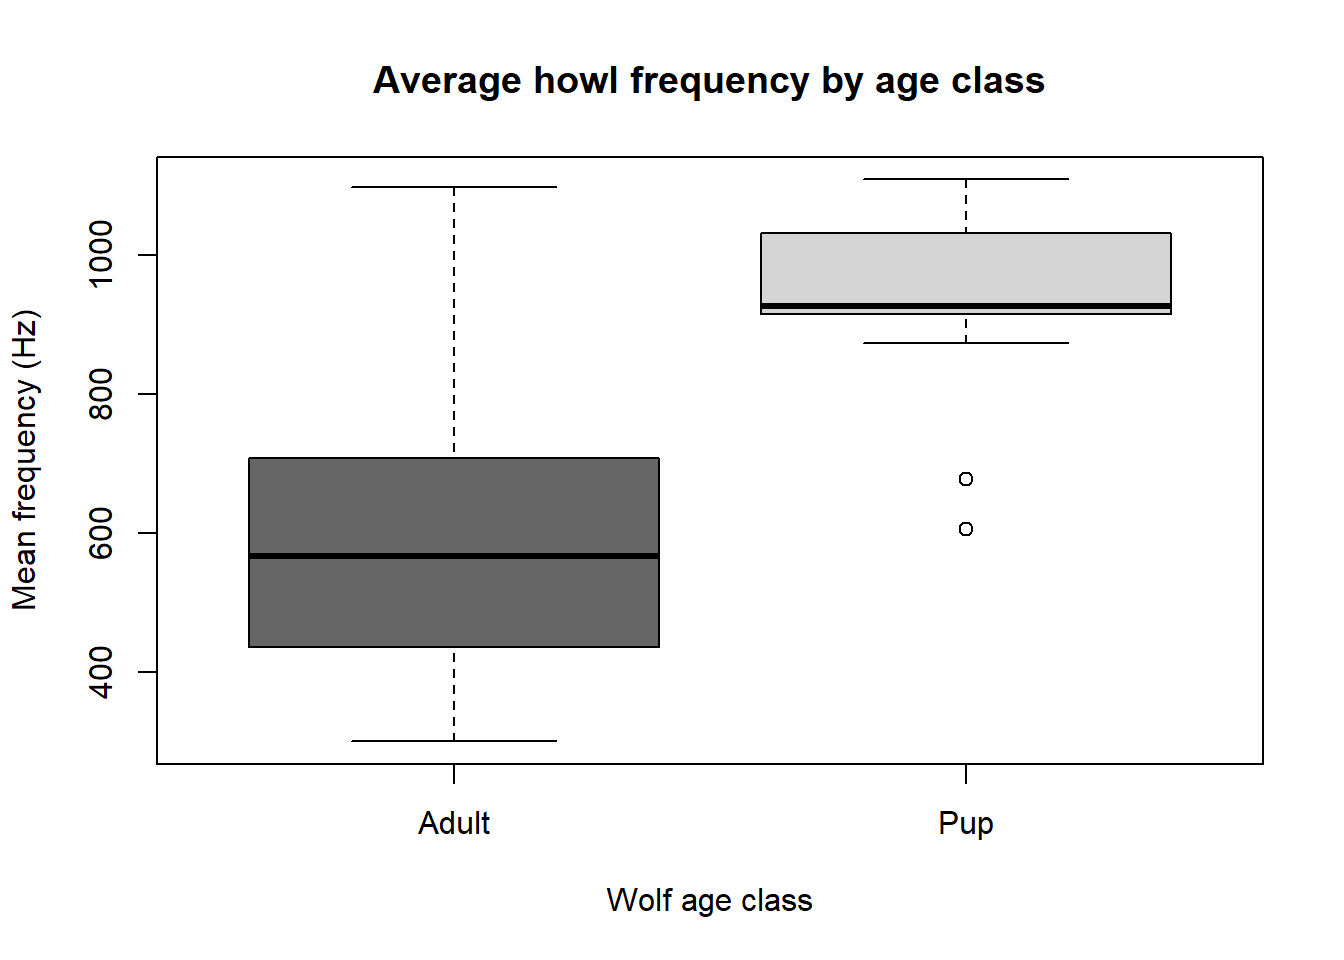 Average howl frequency by age class
Mean frequency (Hz)
1000
800
600
400
Adult
Pup
Wolf age class